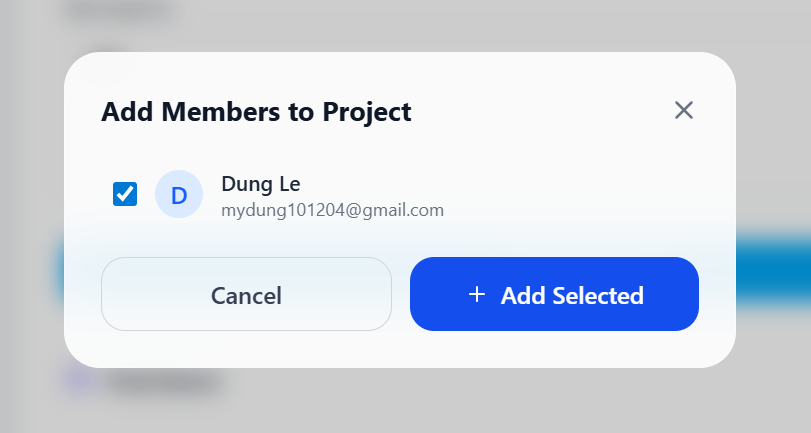 Add Members to Project
D
Dung Le
mydung101204@gmail.com
Cancel
+ Add Selected